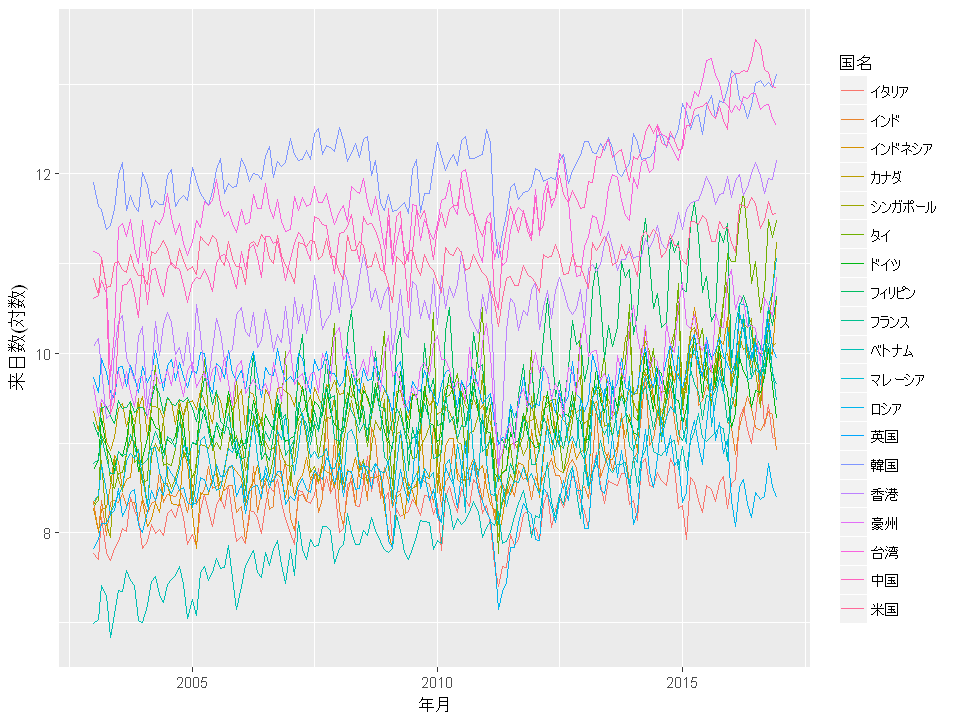 来日数(対数)
12
10
8
2005
2010
2015
年月
国名
イタリア
インド
インドネシア
カナダ
シンガポール
タイ
ドイツ
フィリピン
フランス
ベトナム
マレーシア
ロシア
英国
韓国
香港
豪州
台湾
中国
米国